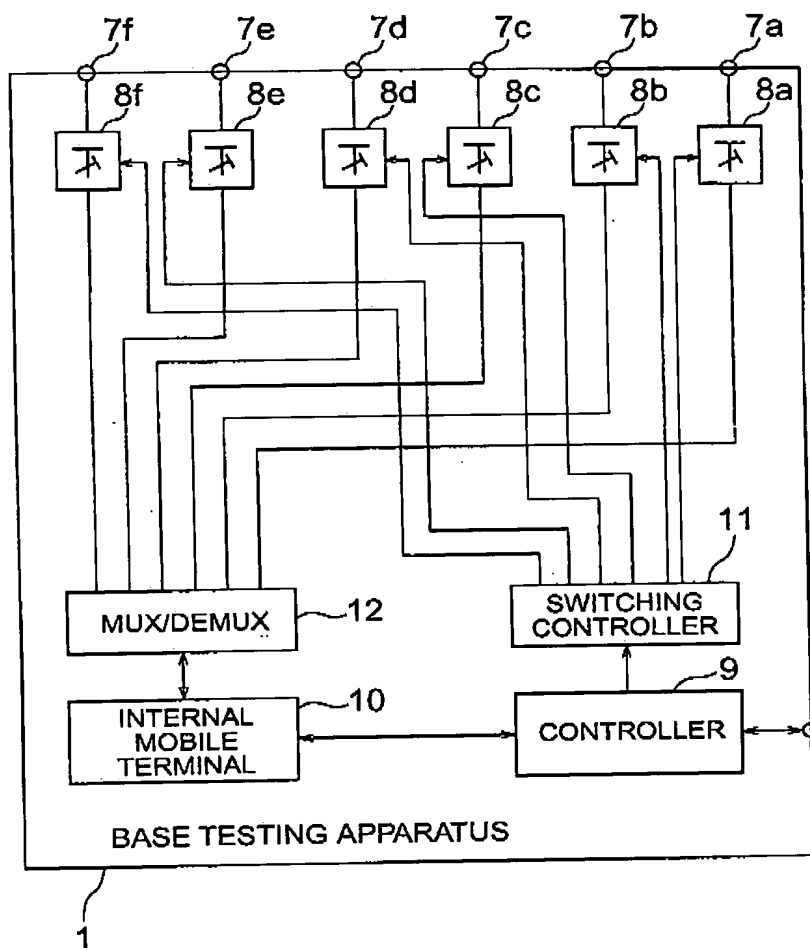 7f 7e 7d 7c 7b 7a
8f 8e 8d 8c 8b 8a
11
MUX/DEMUX 12
SWITCHING
CONTROLLER
10 9
INTERNAL
MOBILE
TERMINAL
CONTROLLER
BASE TESTING APPARATUS
1